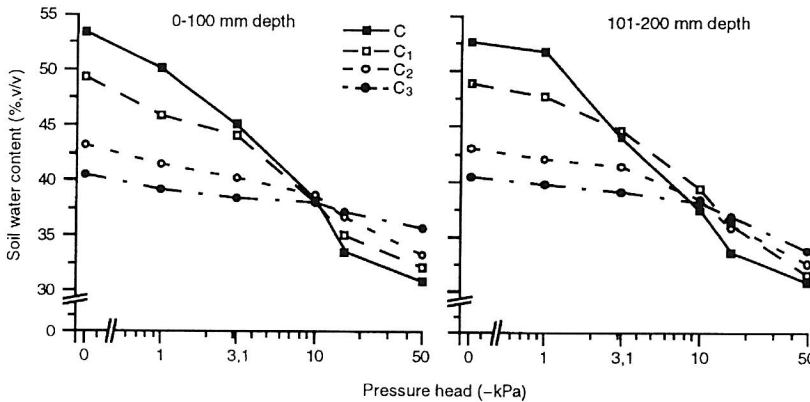 0-100 mm depth
101-200 mm depth
C
C1
C2
C3
Soil water content (%,v/v)
55
50
45
40
35
30
0
0 1 3,1 10 50
0 1 3,1 10 50
Pressure head (−kPa)